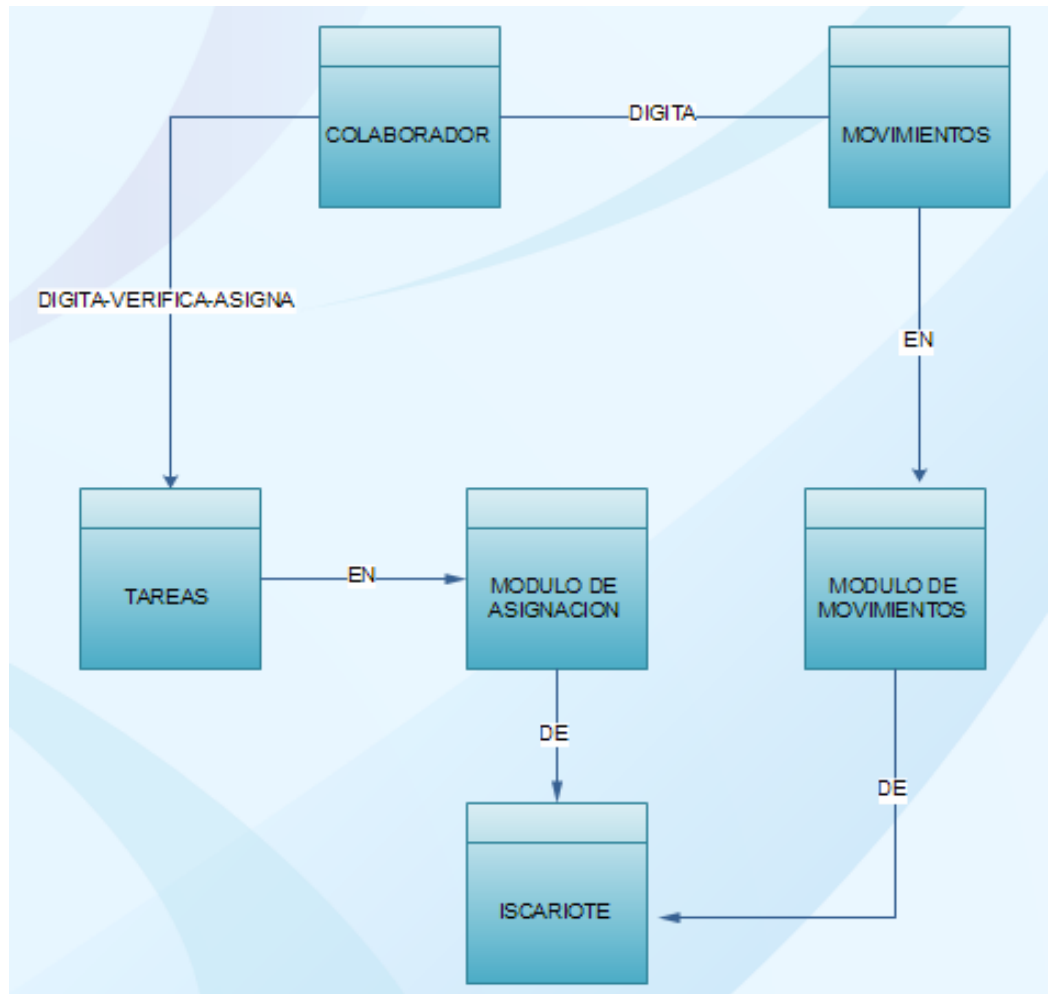 DIGITA
COLABORADOR
MOVIMIENTOS
DIGITA-VERIFICA-ASIGNA
EN
TAREAS
EN
MODULO DE
ASIGNACION
MODULO DE
MOVIMIENTOS
DE
DE
ISCARIOTE